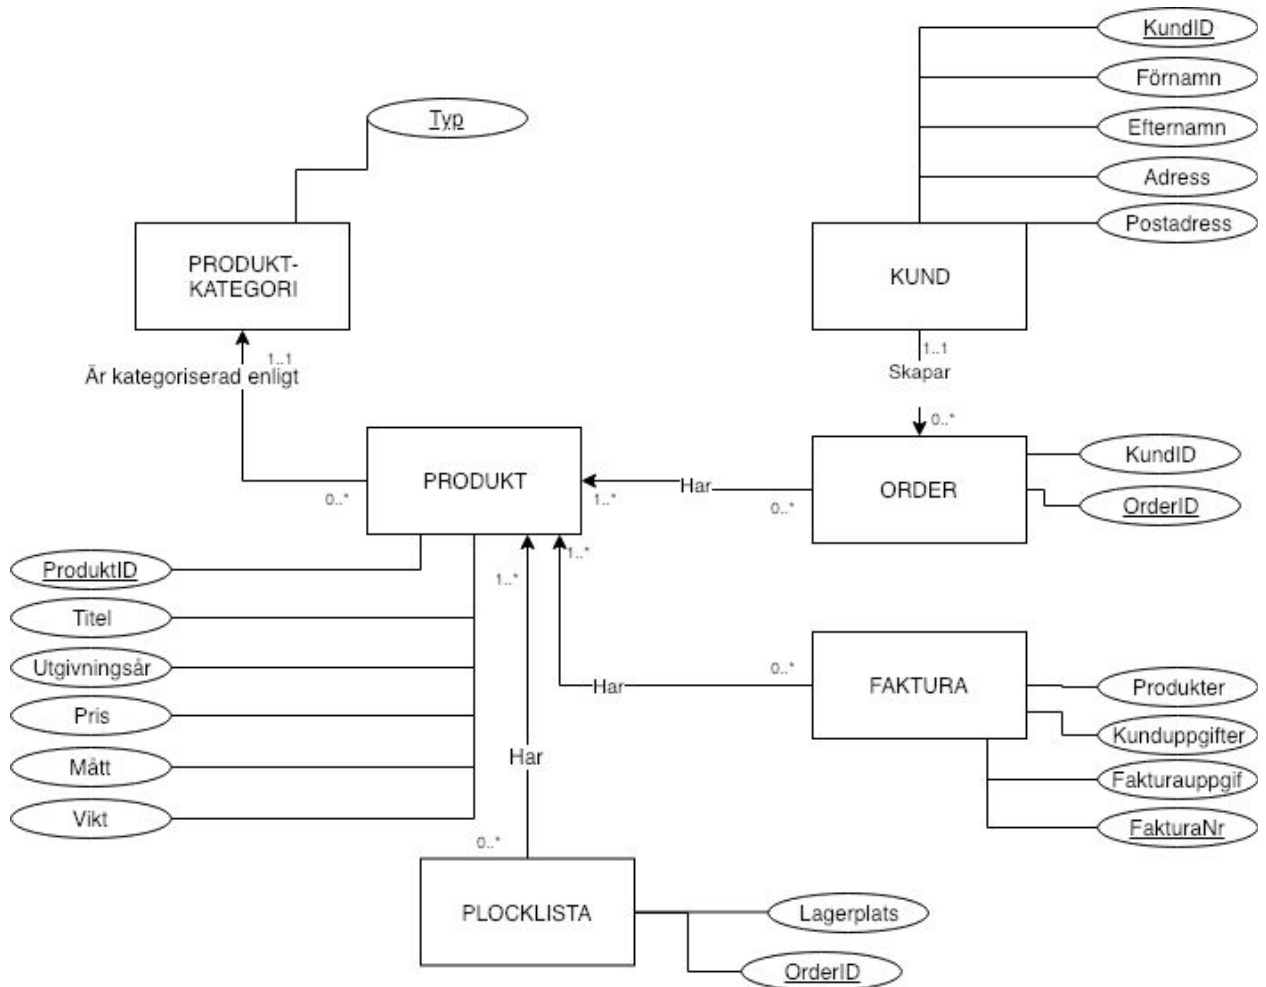 KundID
Förnamn
Typ
Efternamn
Adress
Postadress
PRODUKT-
KATEGORI
KUND
1..1
1..1
Är kategoriserad enligt
Skapar
0..*
PRODUKT
ORDER
KundID
Har
0..*
1..*
0..*
OrderID
1..*
1..*
ProduktID
Titel
Utgivningsår
0..*
FAKTURA
Har
Produkter
Pris
Kunduppgifter
Har
Mått
Fakturauppgif
Vikt
FakturaNr
0..*
PLOCKLISTA
Lagerplats
OrderID